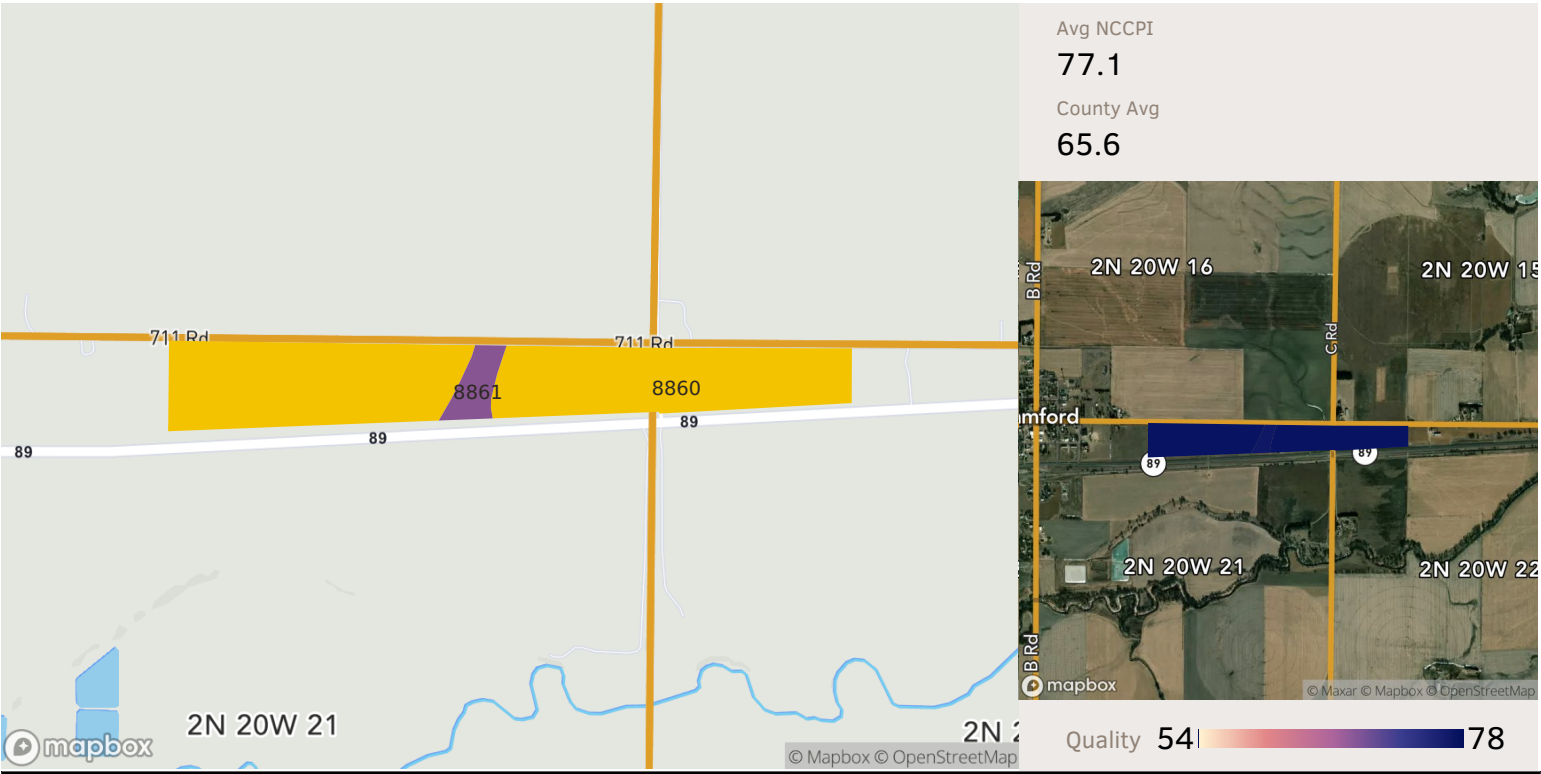 711 Rd
711 Rd
8861
8860
89
89
89
2N 20W 21
mapbox
© Mapbox © OpenStreetMap
Avg NCCPI
77.1
County Avg
65.6
2N 20W 16
2N 20W 15
B Rd
C Rd
mford
89
89
2N 20W 21
2N 20W 22
B Rd
mapbox
© Maxar © Mapbox © OpenStreetMap
Quality 54 78